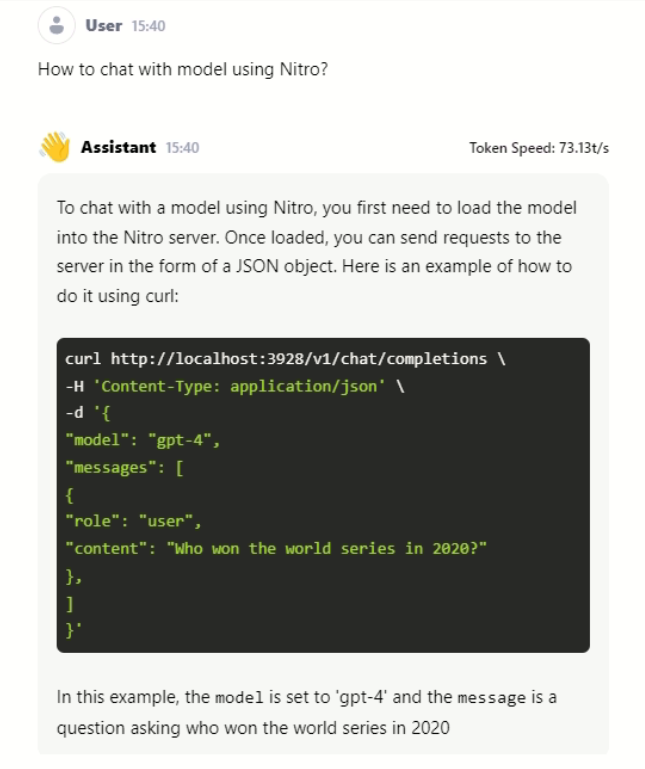 User 15:40
How to chat with model using Nitro?
Assistant 15:40 Token Speed: 73.13t/s
To chat with a model using Nitro, you first need to load the model
into the Nitro server. Once loaded, you can send requests to the
server in the form of a JSON object. Here is an example of how to
do it using curl:
curl http://localhost:3928/v1/chat/completions \
-H 'Content-Type: application/json' \
-d '{
"model": "gpt-4",
"messages": [
{
"role": "user",
"content": "Who won the world series in 2020?"
},
]
}'
In this example, the model is set to 'gpt-4' and the message is a
question asking who won the world series in 2020